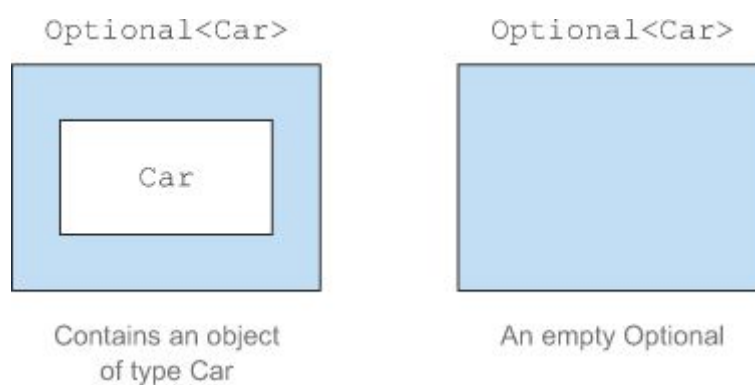 Optional<Car>
Optional<Car>
Car
Contains an object
of type Car
An empty Optional